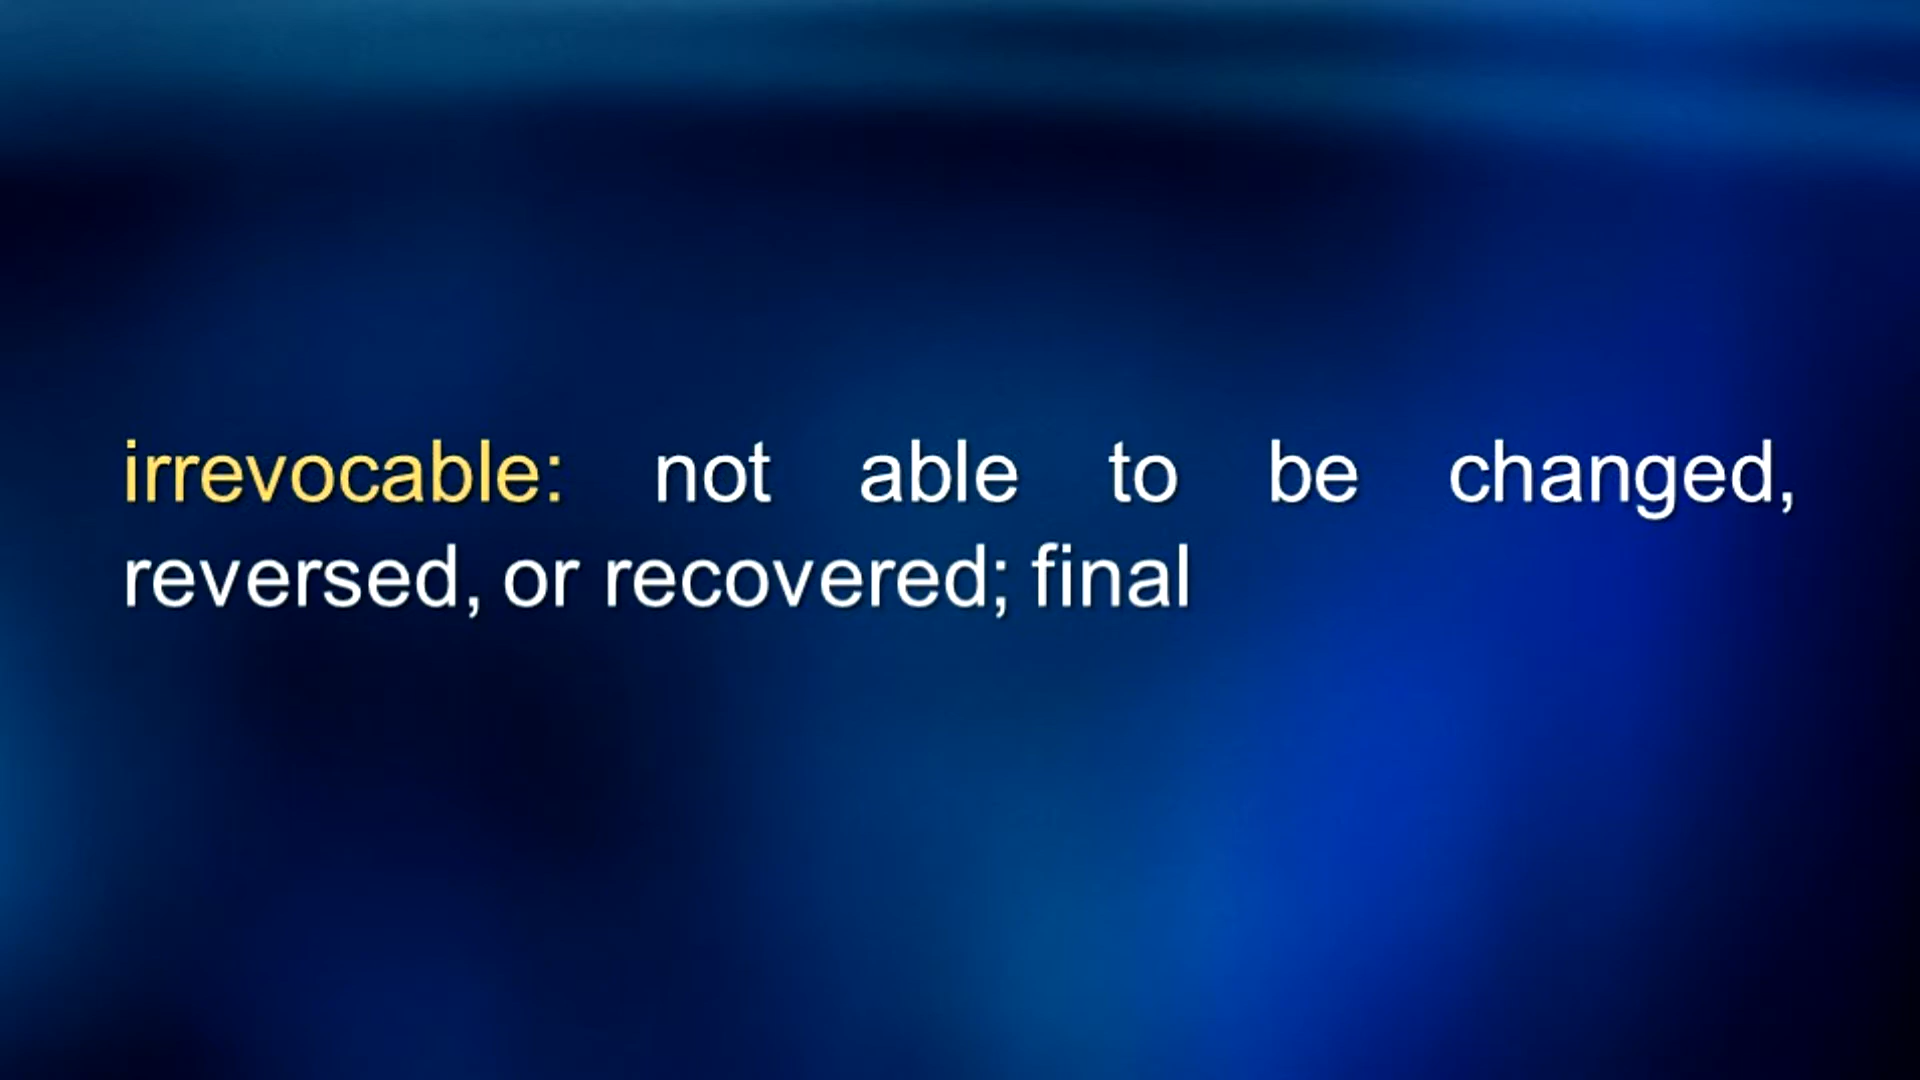 irrevocable: not able to be changed,
reversed, or recovered; final